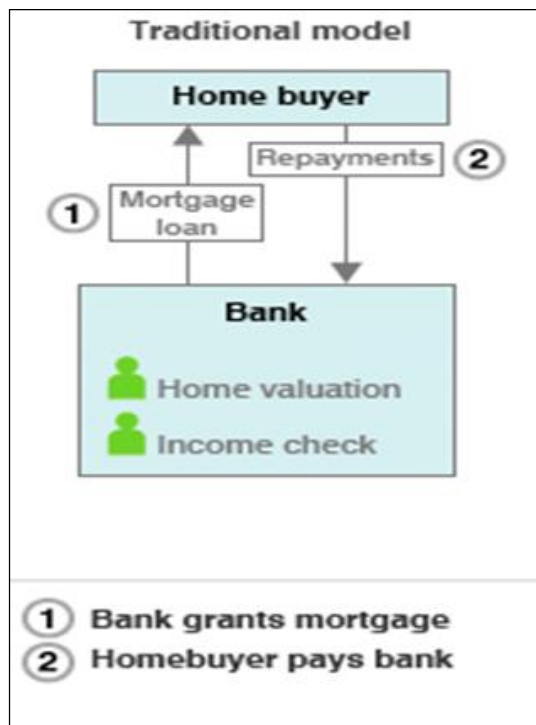 Traditional model
Home buyer
Repayments
2
1
Mortgage
loan
Bank
Home valuation
Income check
1 Bank grants mortgage
2 Homebuyer pays bank